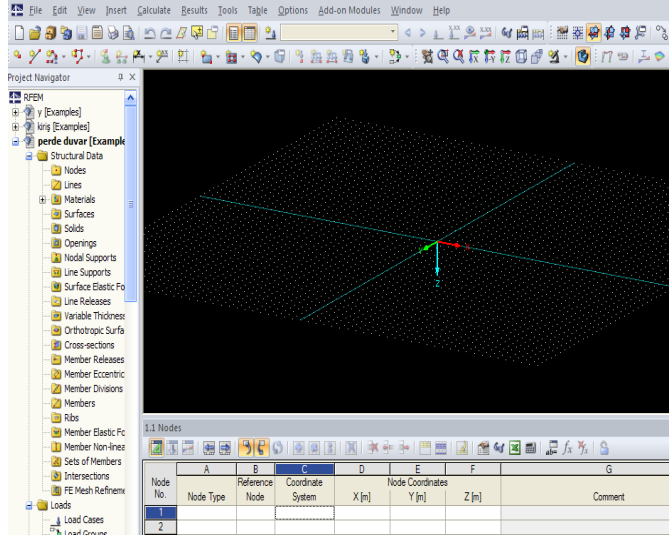 File Edit View Insert Calculate Results Tools Table Options Add-on Modules Window Help
Project Navigator
RFEM
y [Examples]
kiriş [Examples]
perde duvar [Example
Structural Data
Nodes
Lines
Materials
Surfaces
Solids
Openings
Nodal Supports
Line Supports
Surface Elastic Fo
Line Releases
Variable Thickness
Orthotropic Surfa
Cross-sections
Member Releases
Member Eccentric
Member Divisions
Members
Ribs
Member Elastic Fo
Member Non-linea
Sets of Members
Intersections
FE Mesh Refineme
Loads
Load Cases
Load Groups
Y X
Z
1.1 Nodes
A B C D E F G
Node Reference Coordinate Node Coordinates
No. Node Type Node System X [m] Y [m] Z [m] Comment
1
2